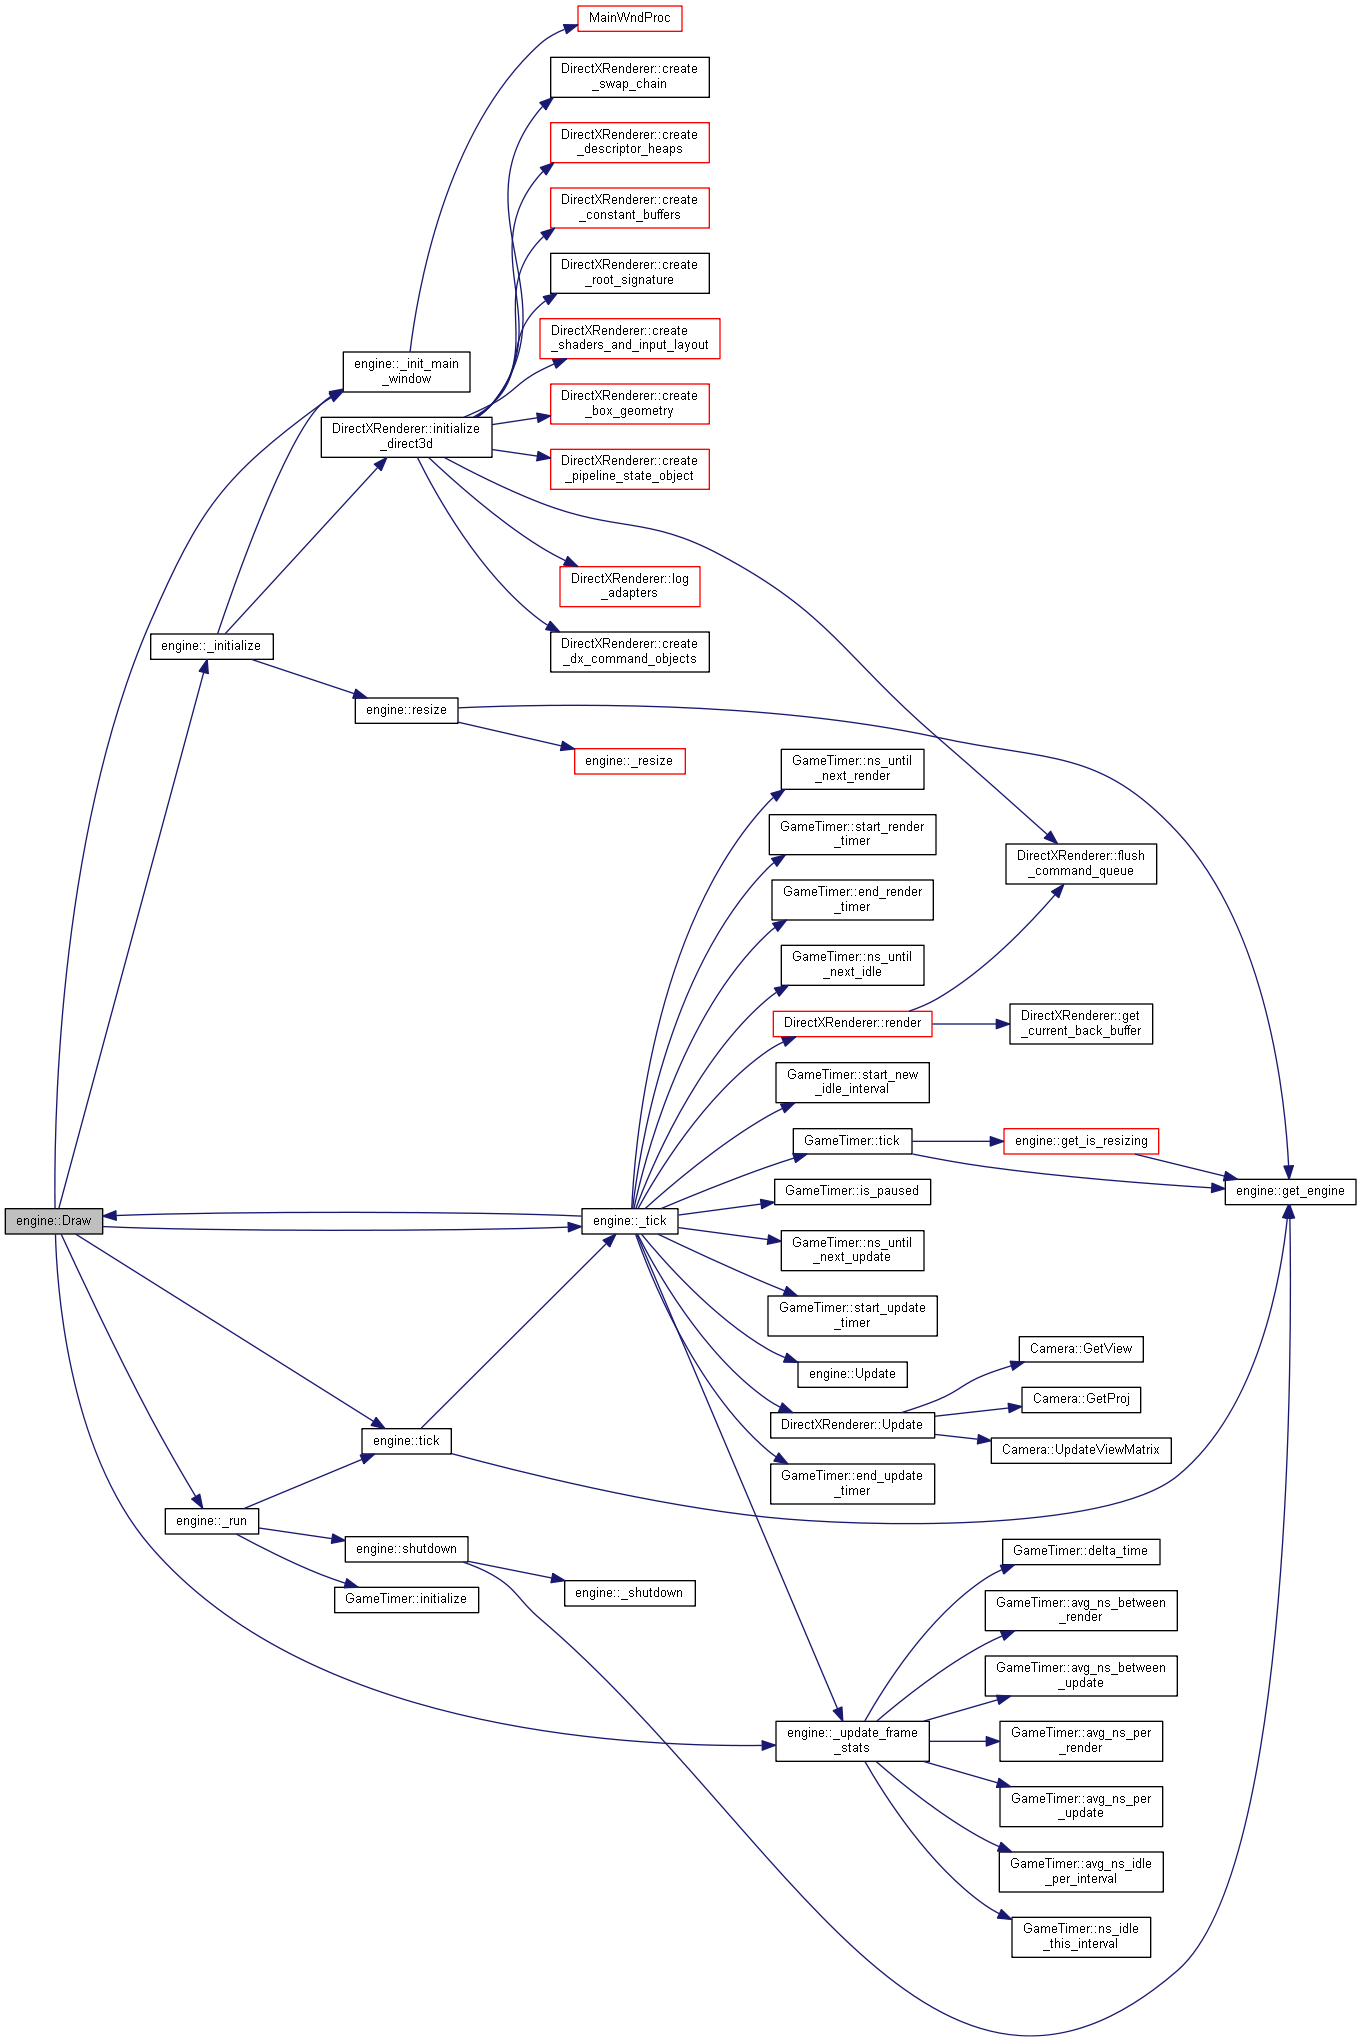 MainWndProc
DirectXRenderer::create
_swap_chain
DirectXRenderer::create
_descriptor_heaps
DirectXRenderer::create
_constant_buffers
DirectXRenderer::create
_root_signature
DirectXRenderer::create
_shaders_and_input_layout
engine::_init_main
_window
DirectXRenderer::create
_box_geometry
DirectXRenderer::initialize
_direct3d
DirectXRenderer::create
_pipeline_state_object
DirectXRenderer::log
_adapters
engine::_initialize
DirectXRenderer::create
_dx_command_objects
engine::resize
engine::_resize
GameTimer::ns_until
_next_render
GameTimer::start_render
_timer
DirectXRenderer::flush
_command_queue
GameTimer::end_render
_timer
GameTimer::ns_until
_next_idle
DirectXRenderer::render
DirectXRenderer::get
_current_back_buffer
GameTimer::start_new
_idle_interval
GameTimer::tick
engine::get_is_resizing
GameTimer::is_paused
engine::get_engine
engine::Draw
engine::_tick
GameTimer::ns_until
_next_update
GameTimer::start_update
_timer
Camera::GetView
engine::Update
Camera::GetProj
DirectXRenderer::Update
engine::tick
Camera::UpdateViewMatrix
GameTimer::end_update
_timer
engine::_run
engine::shutdown
GameTimer::delta_time
engine::_shutdown
GameTimer::initialize
GameTimer::avg_ns_between
_render
GameTimer::avg_ns_between
_update
engine::_update_frame
_stats
GameTimer::avg_ns_per
_render
GameTimer::avg_ns_per
_update
GameTimer::avg_ns_idle
_per_interval
GameTimer::ns_idle
_this_interval